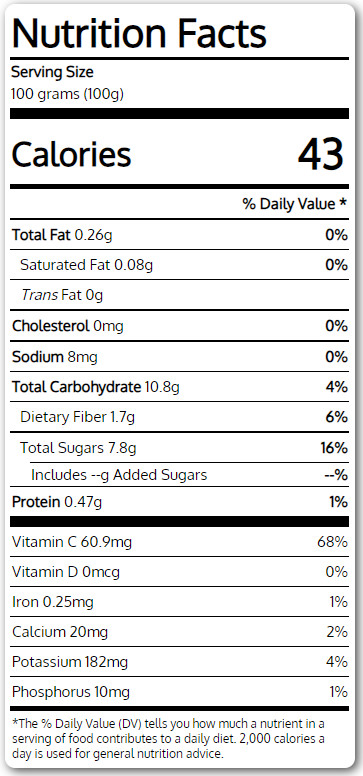 Nutrition Facts
Serving Size
100 grams (100g)
Calories 43
% Daily Value *
Total Fat 0.26g 0%
Saturated Fat 0.08g 0%
Trans Fat 0g
Cholesterol 0mg 0%
Sodium 8mg 0%
Total Carbohydrate 10.8g 4%
Dietary Fiber 1.7g 6%
Total Sugars 7.8g 16%
Includes --g Added Sugars --%
Protein 0.47g 1%
Vitamin C 60.9mg 68%
Vitamin D 0mcg 0%
Iron 0.25mg 1%
Calcium 20mg 2%
Potassium 182mg 4%
Phosphorus 10mg 1%
*The % Daily Value (DV) tells you how much a nutrient in a
serving of food contributes to a daily diet. 2,000 calories a
day is used for general nutrition advice.